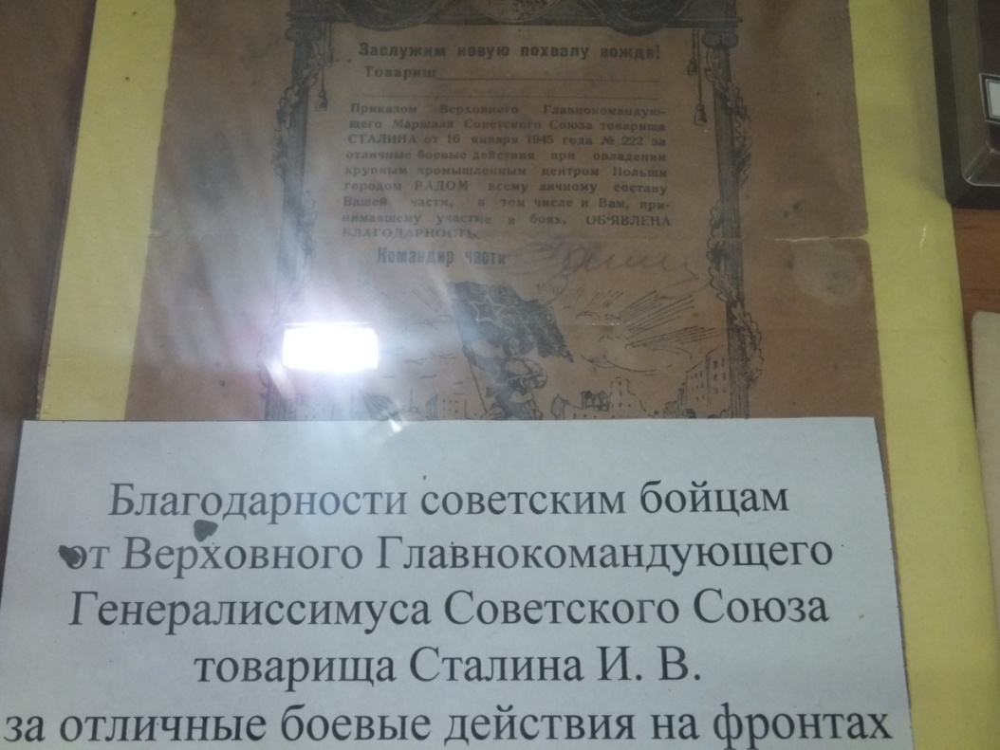 Заслужим новую похвалу вождя!
Товарищ
Приказом Верховного Главнокомандую-
щего Маршала Советского Союза товарища
СТАЛИНА от 16 января 1945 года № 222 за
отличные боевые действия при овладении
крупным промышленным центром Польши
городом РАДОМ всему личному составу
Вашей части, в том числе и Вам, при-
нимавшему участие в боях, ОБ'ЯВЛЕНА
БЛАГОДАРНОСТЬ.
Командир части
Благодарности советским бойцам
от Верховного Главнокомандующего
Генералиссимуса Советского Союза
товарища Сталина И. В.
за отличные боевые действия на фронтах